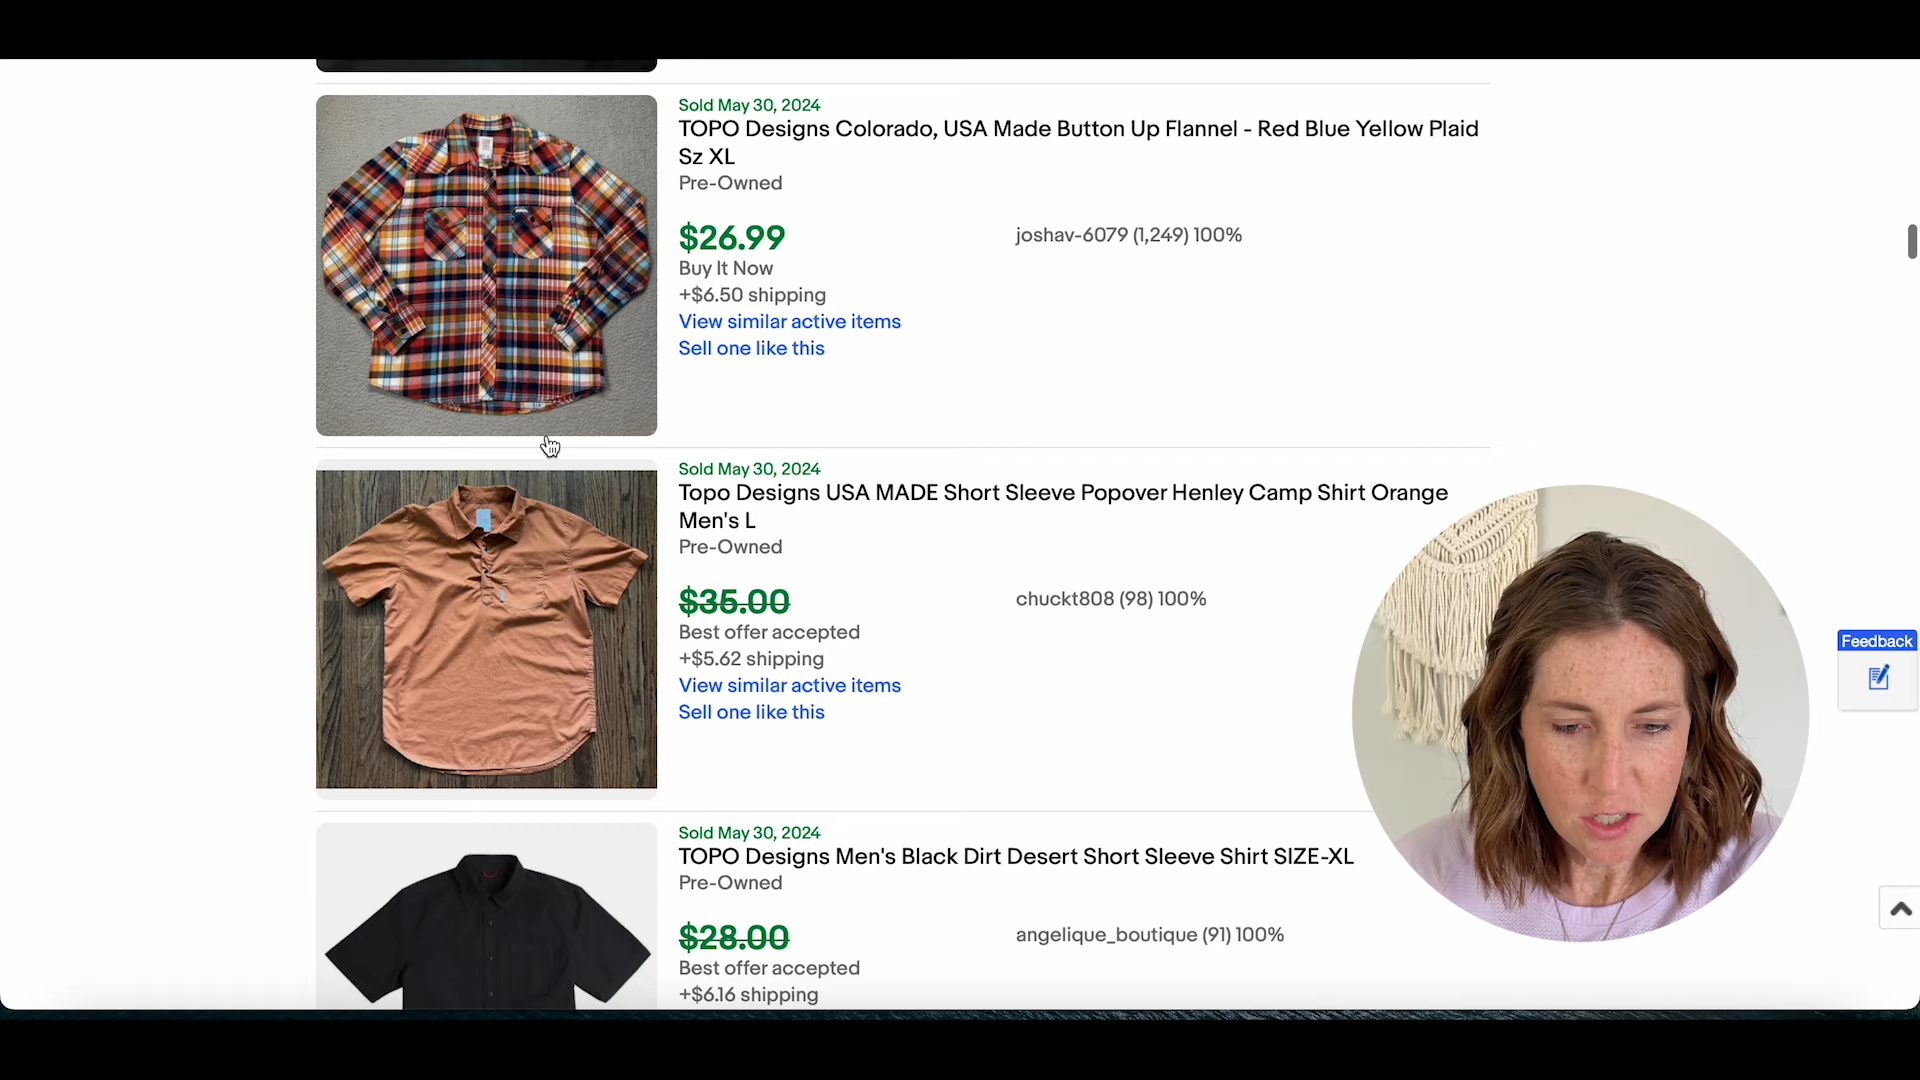 Sold May 30, 2024
TOPO Designs Colorado, USA Made Button Up Flannel - Red Blue Yellow Plaid
Sz XL
Pre-Owned
$26.99
joshav-6079 (1,249) 100%
Buy It Now
+$6.50 shipping
View similar active items
Sell one like this
Sold May 30, 2024
Topo Designs USA MADE Short Sleeve Popover Henley Camp Shirt Orange
Men's L
Pre-Owned
$35.00
chuckt808 (98) 100%
Best offer accepted
+$5.62 shipping
View similar active items
Sell one like this
Feedback
Sold May 30, 2024
TOPO Designs Men's Black Dirt Desert Short Sleeve Shirt SIZE-XL
Pre-Owned
$28.00
angelique_boutique (91) 100%
Best offer accepted
+$6.16 shipping